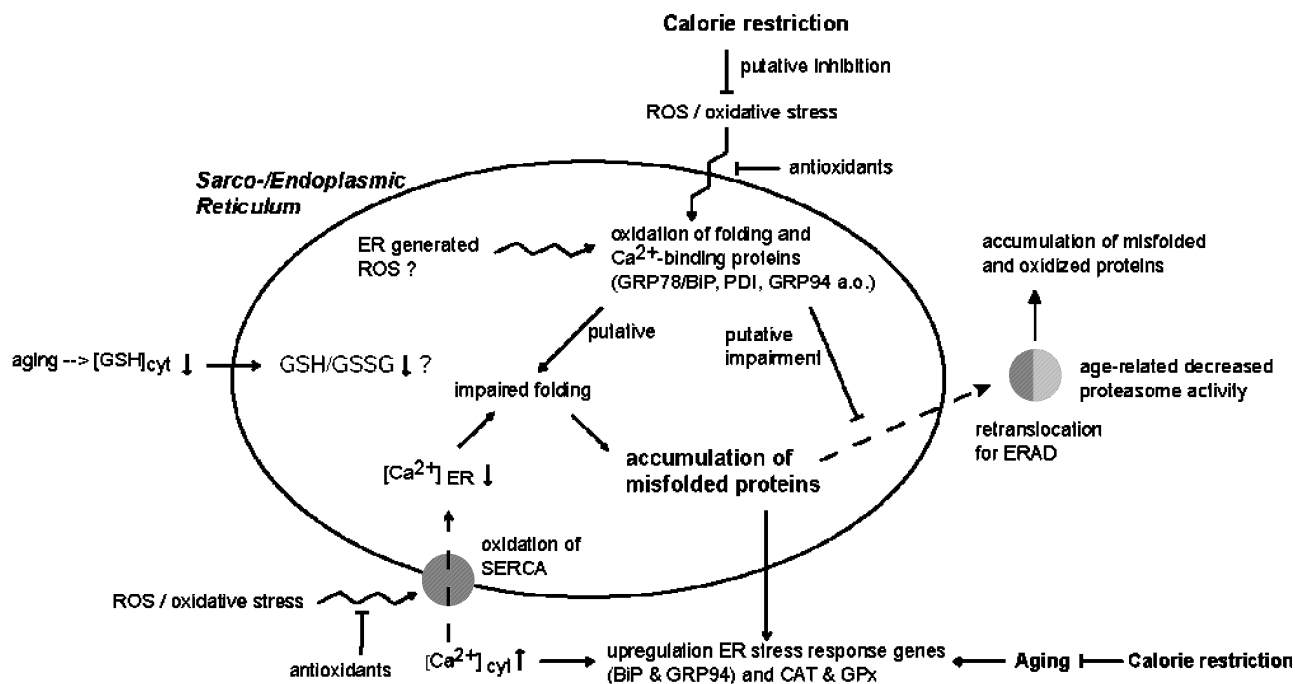 Calorie restriction
putative inhibition
ROS / oxidative stress
antioxidants
Sarco-/Endoplasmic
Reticulum
ER generated
ROS ?
oxidation of folding and
Ca2+-binding proteins
(GRP78/BiP, PDI, GRP94 a.o.)
accumulation of misfolded
and oxidized proteins
putative
putative
impairment
aging --> [GSH]cyt ↓
GSH/GSSG ↓ ?
impaired folding
age-related decreased
proteasome activity
retranslocation
for ERAD
accumulation of
misfolded proteins
[Ca2+] ER ↓
oxidation of
SERCA
ROS / oxidative stress
antioxidants
[Ca2+] cyt ↑
upregulation ER stress response genes
(BiP & GRP94) and CAT & GPx
Aging
Calorie restriction